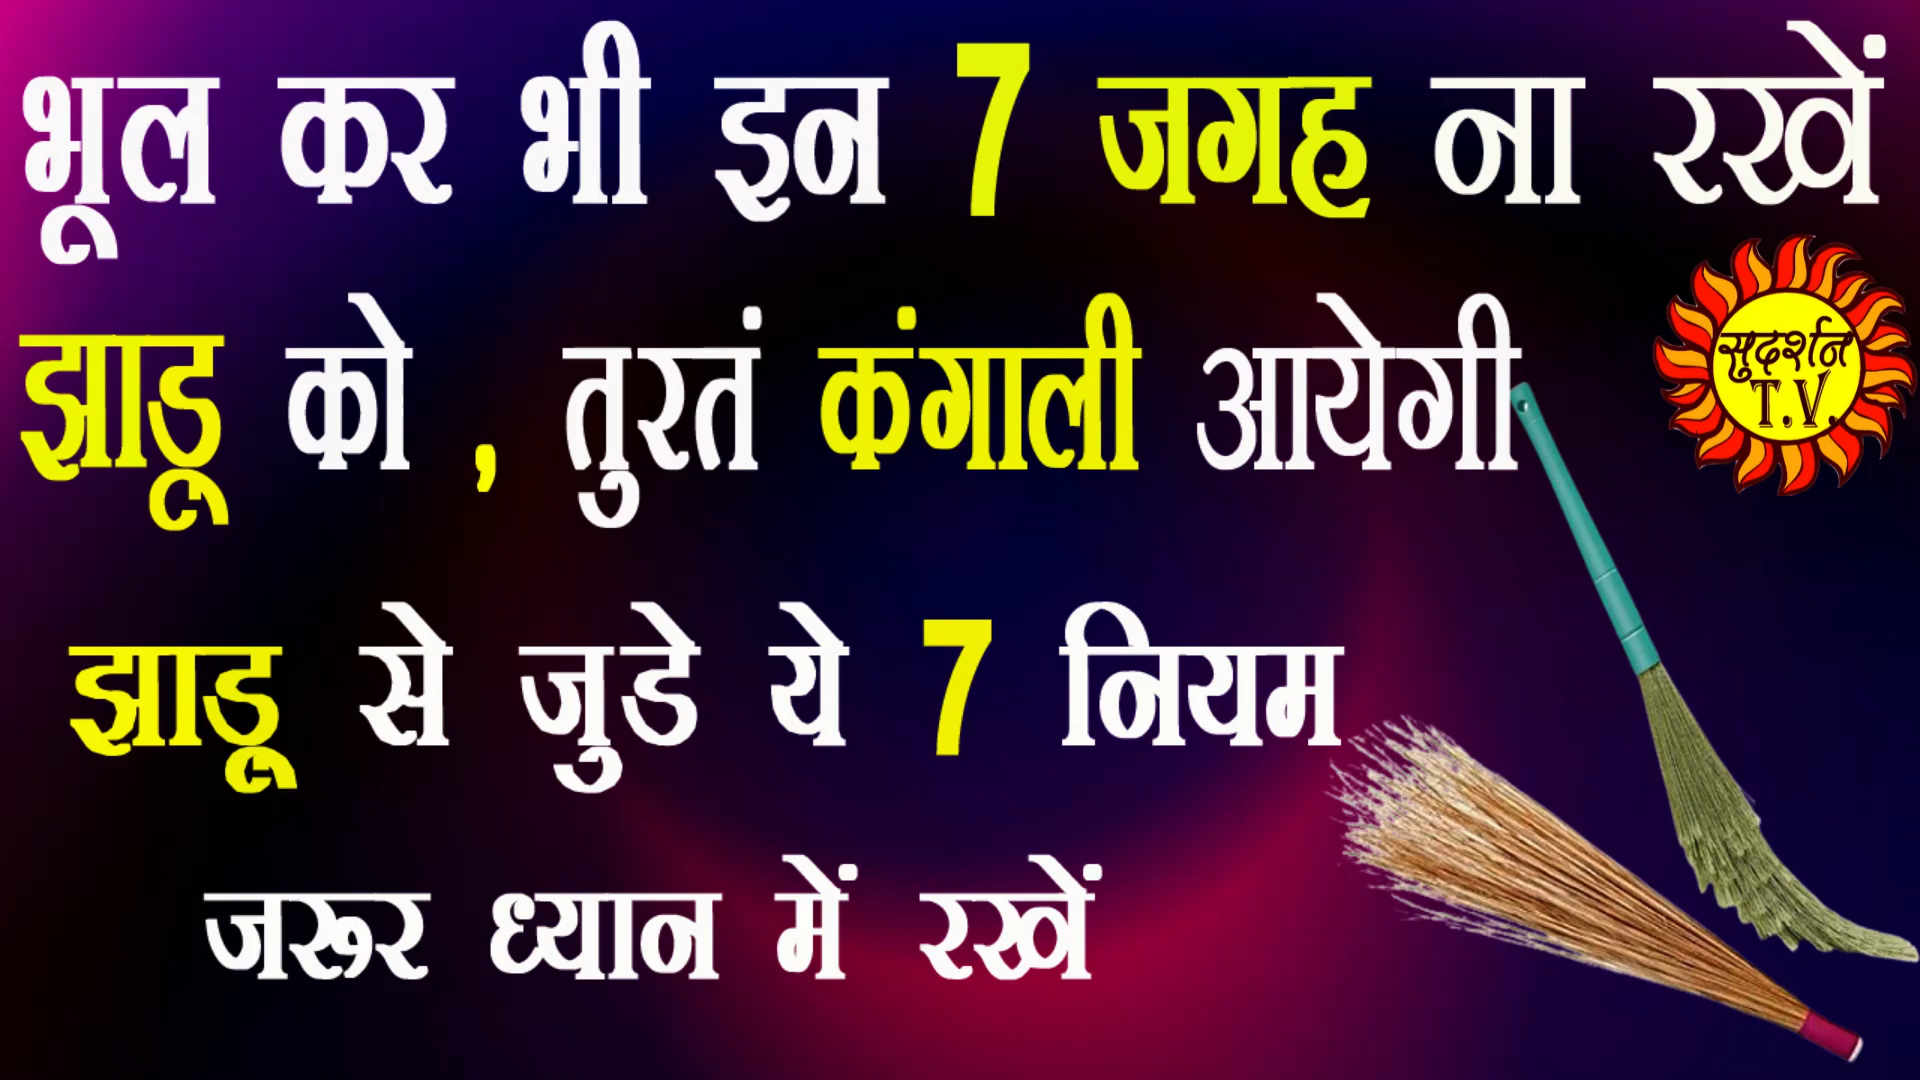 भूल कर भी इन 7 जगह ना रखें
झाडू को , तुरतं कंगाली आयेगी
सुदर्शन
T.V.
झाडू से जुडे ये 7 नियम
जरूर ध्यान में रखें